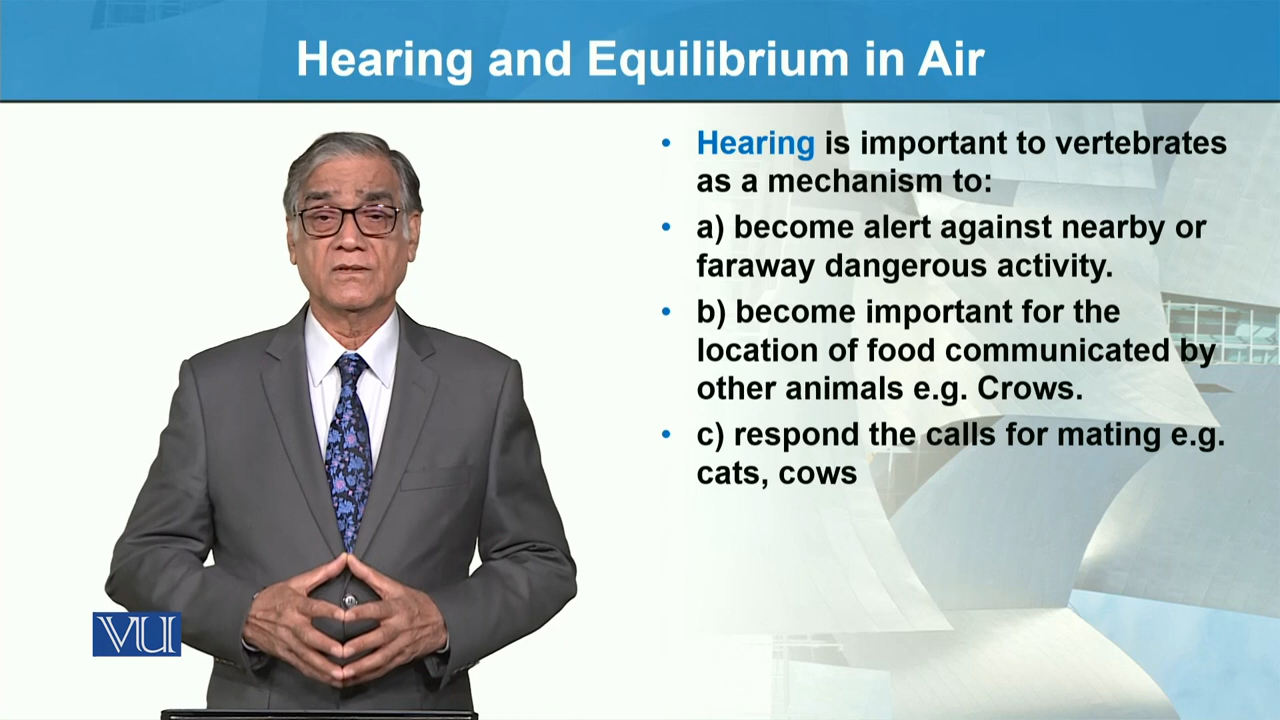 Hearing and Equilibrium in Air
• Hearing is important to vertebrates
as a mechanism to:
• a) become alert against nearby or
faraway dangerous activity.
• b) become important for the
location of food communicated by
other animals e.g. Crows.
• c) respond the calls for mating e.g.
cats, cows
VU